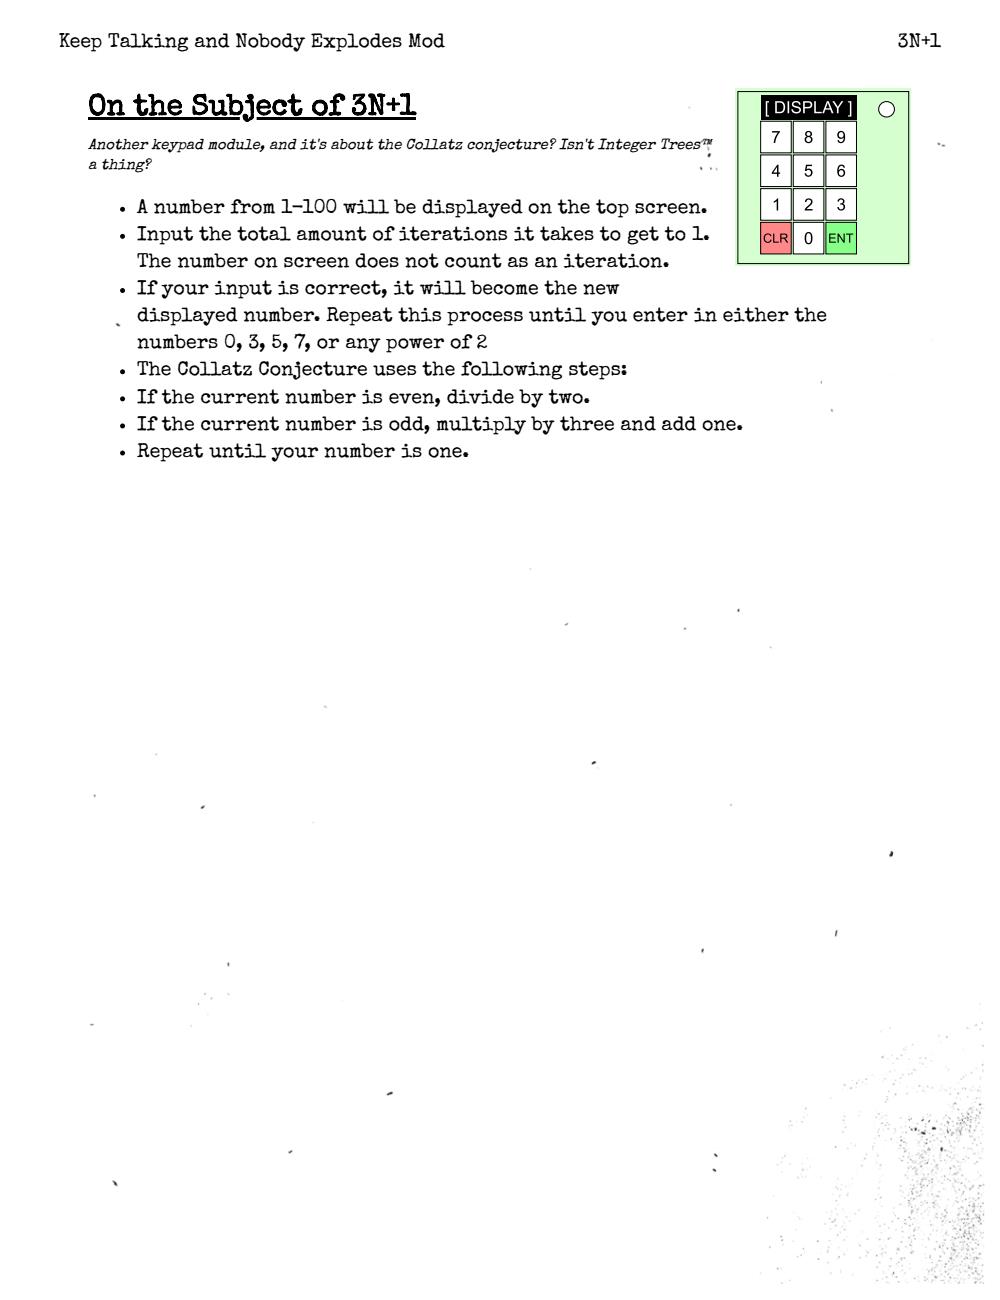 Keep Talking and Nobody Explodes Mod 3N+1
On the Subject of 3N+1
Another keypad module, and it's about the Collatz conjecture? Isn't Integer Trees™
a thing?
[ DISPLAY ]
7 8 9
4 5 6
1 2 3
CLR 0 ENT
• A number from 1-100 will be displayed on the top screen.
• Input the total amount of iterations it takes to get to 1.
The number on screen does not count as an iteration.
• If your input is correct, it will become the new
displayed number. Repeat this process until you enter in either the
numbers 0, 3, 5, 7, or any power of 2
• The Collatz Conjecture uses the following steps:
• If the current number is even, divide by two.
• If the current number is odd, multiply by three and add one.
• Repeat until your number is one.